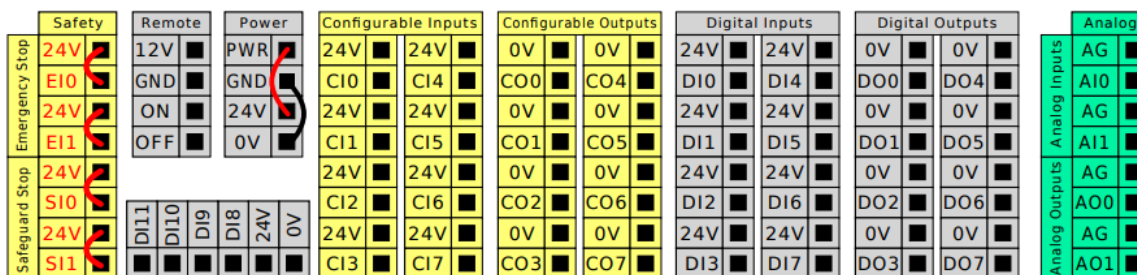 Safety
Emergency Stop
24V
EI0
24V
EI1
Safeguard Stop
24V
SI0
24V
SI1
Remote
12V
GND
ON
OFF
Power
PWR
GND
24V
0V
DI11 DI10 DI9 DI8 24V 0V
Configurable Inputs
24V 24V
CI0 CI4
24V 24V
CI1 CI5
24V 24V
CI2 CI6
24V 24V
CI3 CI7
Configurable Outputs
0V 0V
CO0 CO4
0V 0V
CO1 CO5
0V 0V
CO2 CO6
0V 0V
CO3 CO7
Digital Inputs
24V 24V
DI0 DI4
24V 24V
DI1 DI5
24V 24V
DI2 DI6
24V 24V
DI3 DI7
Digital Outputs
0V 0V
DO0 DO4
0V 0V
DO1 DO5
0V 0V
DO2 DO6
0V 0V
DO3 DO7
Analog
Analog Inputs
AG
AI0
AG
AI1
Analog Outputs
AG
AO0
AG
AO1